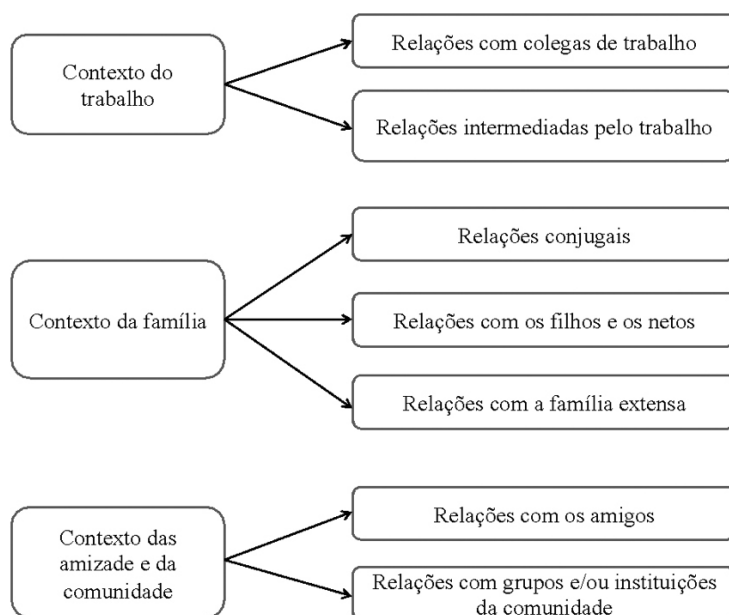 Contexto do
trabalho
Relações com colegas de trabalho
Relações intermediadas pelo trabalho
Contexto da família
Relações conjugais
Relações com os filhos e os netos
Relações com a família extensa
Contexto das
amizade e da
comunidade
Relações com os amigos
Relações com grupos e/ou instituições
da comunidade